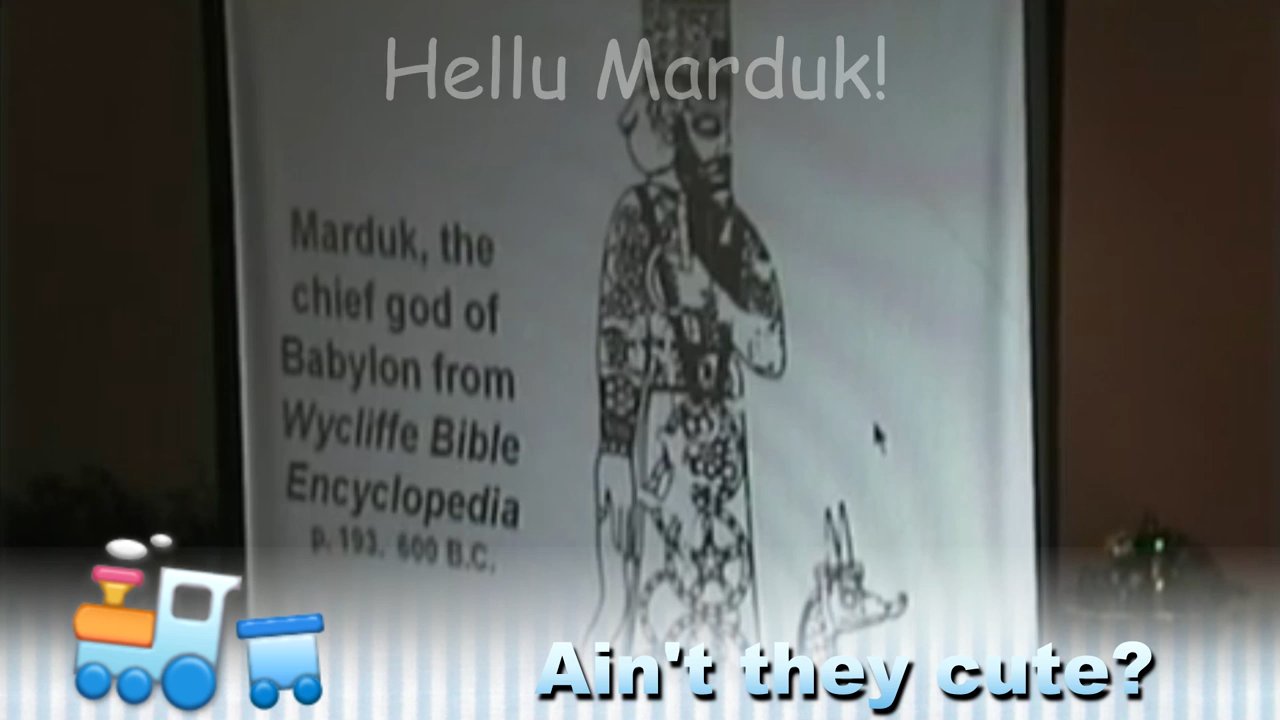 Hellu Marduk!
Marduk, the
chief god of
Babylon from
Wycliffe Bible
Encyclopedia
p. 193. 600 B.C.
Ain't they cute?